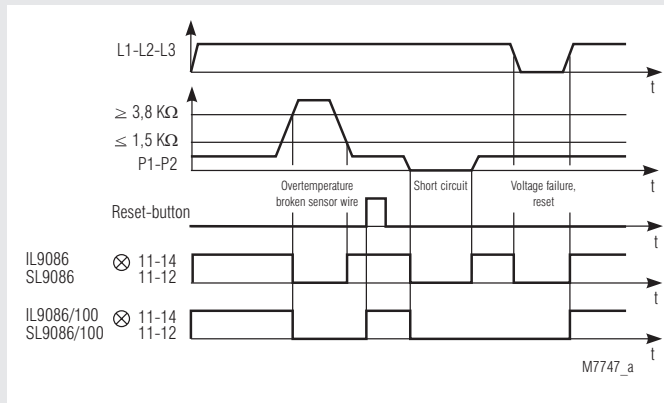 L1-L2-L3
t
≥ 3,8 KΩ
≤ 1,5 KΩ
P1-P2
t
Overtemperature
broken sensor wire
Short circuit
Voltage failure,
reset
Reset-button
t
IL9086
SL9086
⊗ 11-14
11-12
t
IL9086/100
SL9086/100
⊗ 11-14
11-12
t
M7747_a